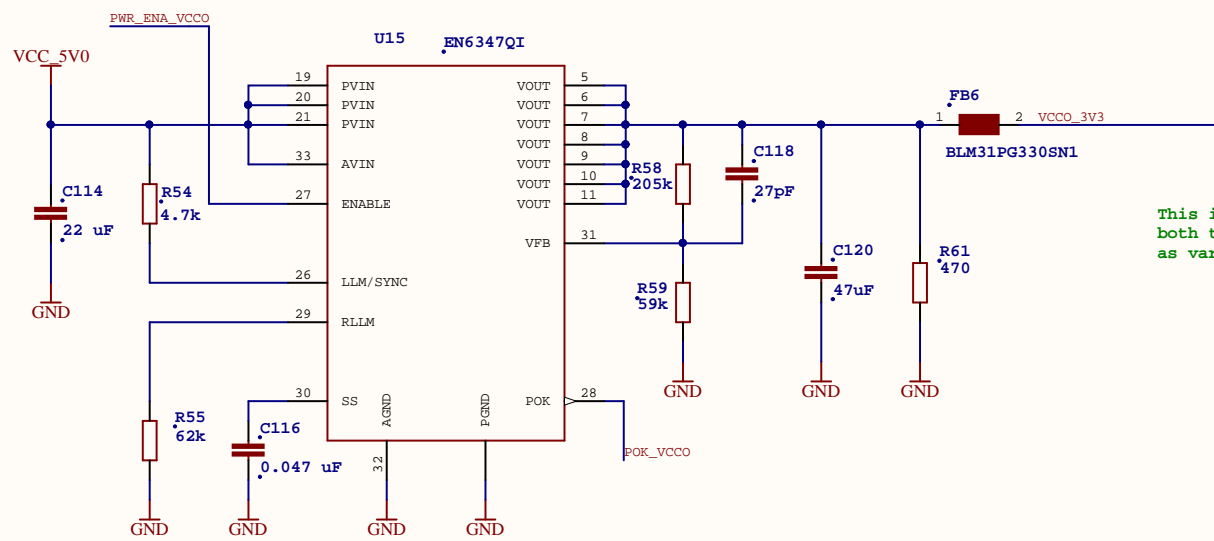 PWR_ENA_VCCO
U15
EN6347QI
VCC_5V0
19
PVIN
VOUT
5
20
PVIN
VOUT
6
21
PVIN
VOUT
7
VOUT
8
33
AVIN
VOUT
9
VOUT
10
27
ENABLE
VOUT
11
VFB
31
26
LLM/SYNC
29
RLLM
30
SS
AGND
PGND
POK
28
32
C114
22 uF
GND
R54
4.7k
R55
62k
GND
C116
0.047 uF
GND
GND
GND
POK_VCCO
R58
205k
C118
27pF
R59
59k
GND
C120
47uF
GND
R61
470
GND
FB6
1
2
VCCO_3V3
BLM31PG330SN1
This
both
as